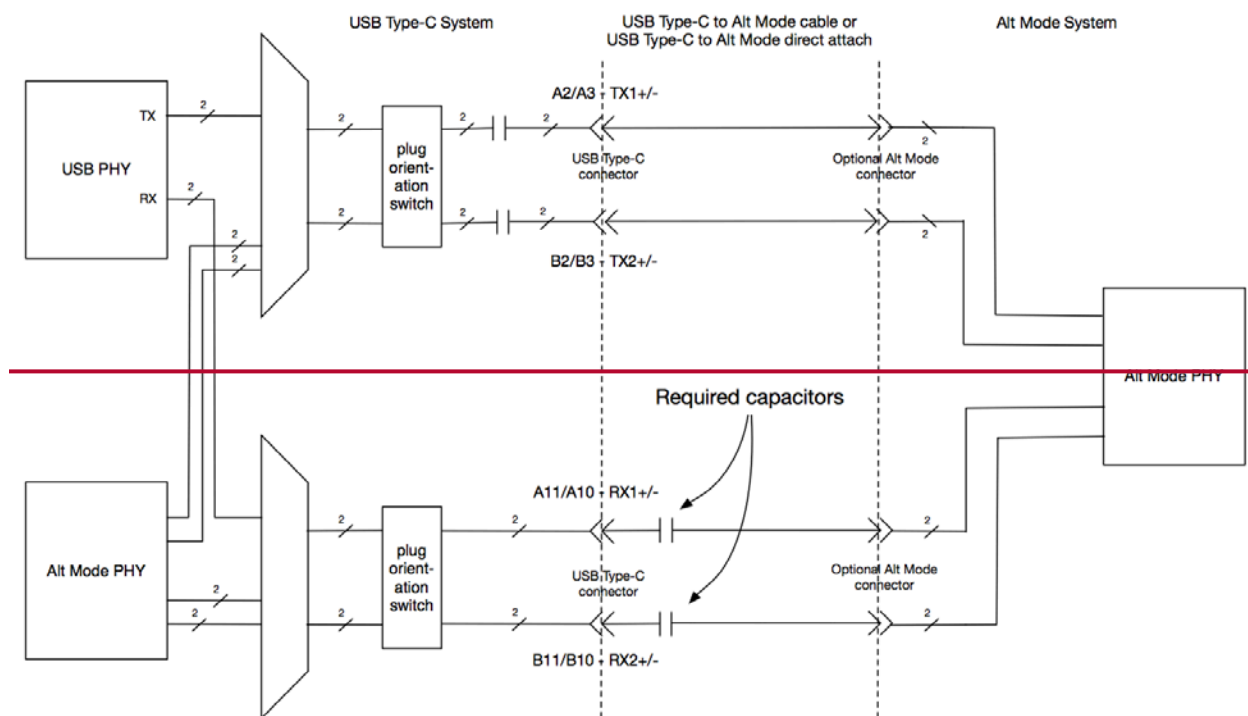 USB Type-C System
USB Type-C to Alt Mode cable or
USB Type-C to Alt Mode direct attach
Alt Mode System
TX
2
USB PHY
RX
2
2
2
2
2
plug
orient-
ation
switch
2
2
2
2
A2/A3 - TX1+/-
USB Type-C
connector
B2/B3 - TX2+/-
Optional Alt Mode
connector
2
2
Alt Mode PHY
Required capacitors
Alt Mode PHY
2
2
2
2
plug
orient-
ation
switch
2
2
A11/A10 - RX1+/-
USB Type-C
connector
B11/B10 - RX2+/-
Optional Alt Mode
connector
2
2